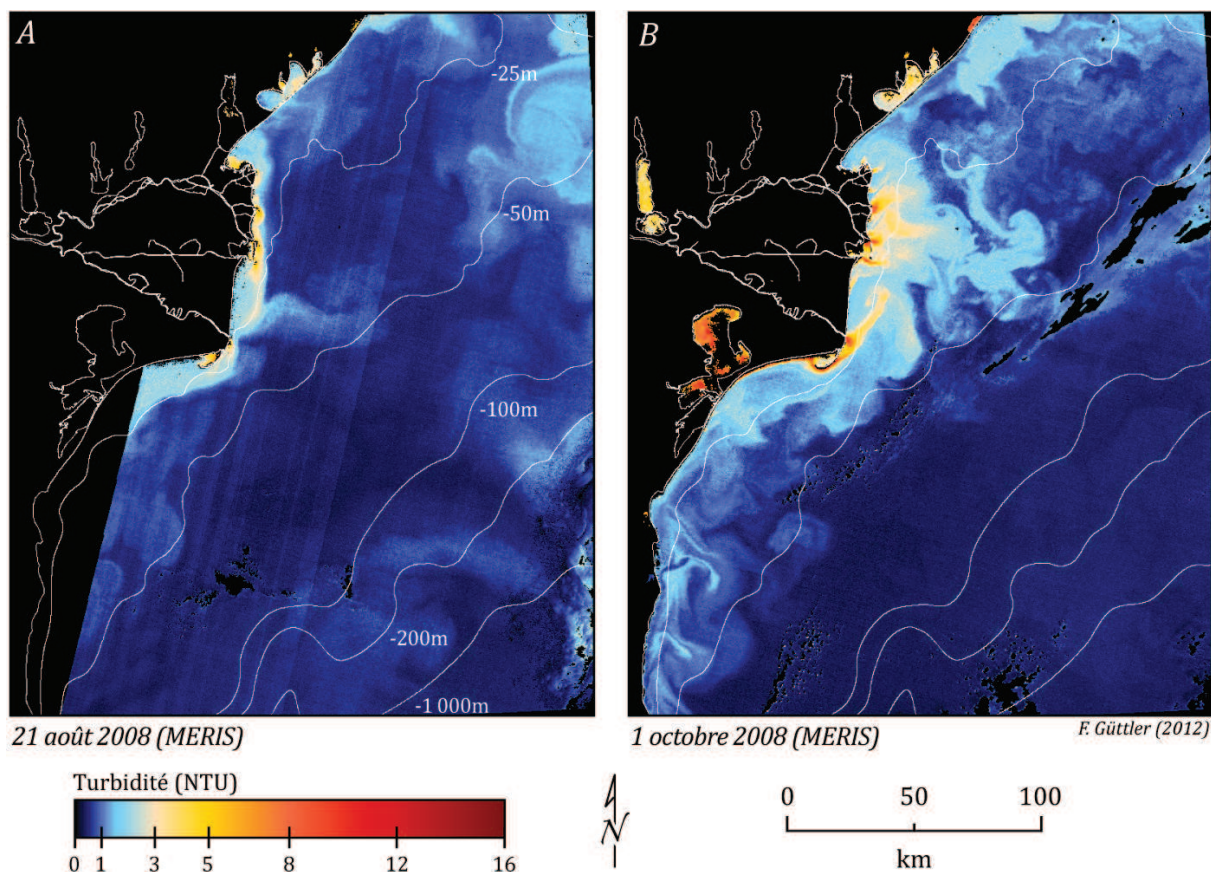 A
B
-25m
-50m
-100m
-200m
-1 000m
21 août 2008 (MERIS)
1 octobre 2008 (MERIS)
F. Güttler (2012)
Turbidité (NTU)
0 1 3 5 8 12 16
N
0 50 100
km